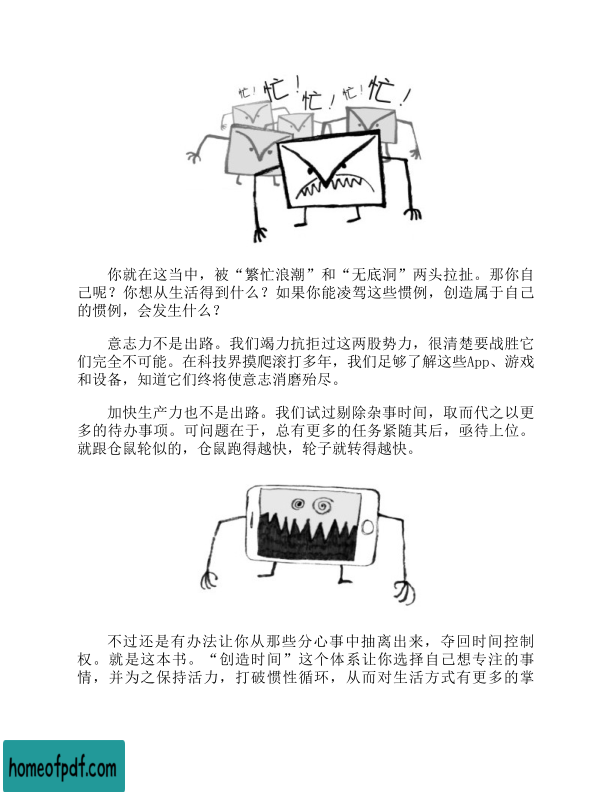 忙！
忙！
忙！
忙！
忙！
你就在这当中，被“繁忙浪潮”和“无底洞”两头拉扯。那你自
己呢？你想从生活得到什么？如果你能凌驾这些惯例，创造属于自己
的惯例，会发生什么？
意志力不是出路。我们竭力抗拒过这两股势力，很清楚要战胜它
们完全不可能。在科技界摸爬滚打多年，我们足够了解这些App、游戏
和设备，知道它们终将使意志消磨殆尽。
加快生产力也不是出路。我们试过剔除杂事时间，取而代之以更
多的待办事项。可问题在于，总有更多的任务紧随其后，亟待上位。
就跟仓鼠轮似的，仓鼠跑得越快，轮子就转得越快。
不过还是有办法让你从那些分心事中抽离出来，夺回时间控制
权。就是这本书。“创造时间”这个体系让你选择自己想专注的事
情，并为之保持活力，打破惯性循环，从而对生活方式有更多的掌
homeofpdf.com